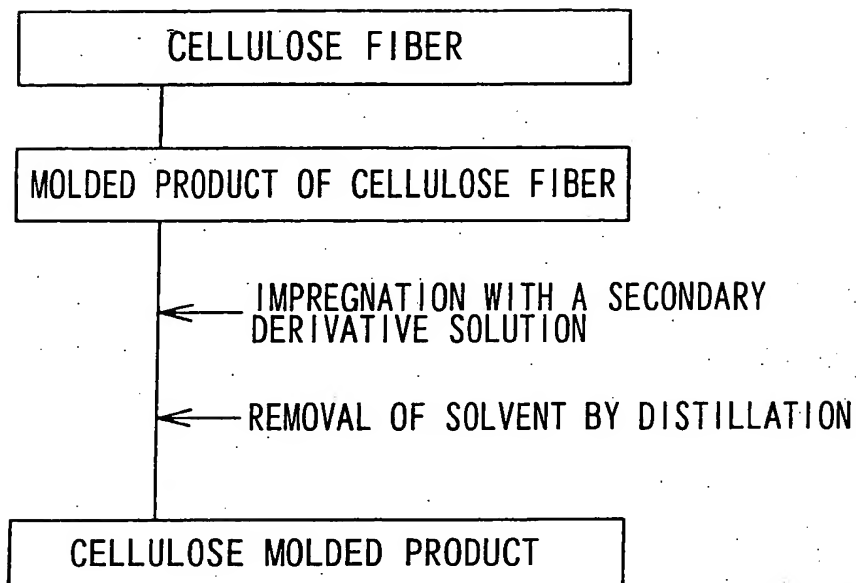 CELLULOSE FIBER
MOLDED PRODUCT OF CELLULOSE FIBER
IMPREGNATION WITH A SECONDARY
DERIVATIVE SOLUTION
REMOVAL OF SOLVENT BY DISTILLATION
CELLULOSE MOLDED PRODUCT